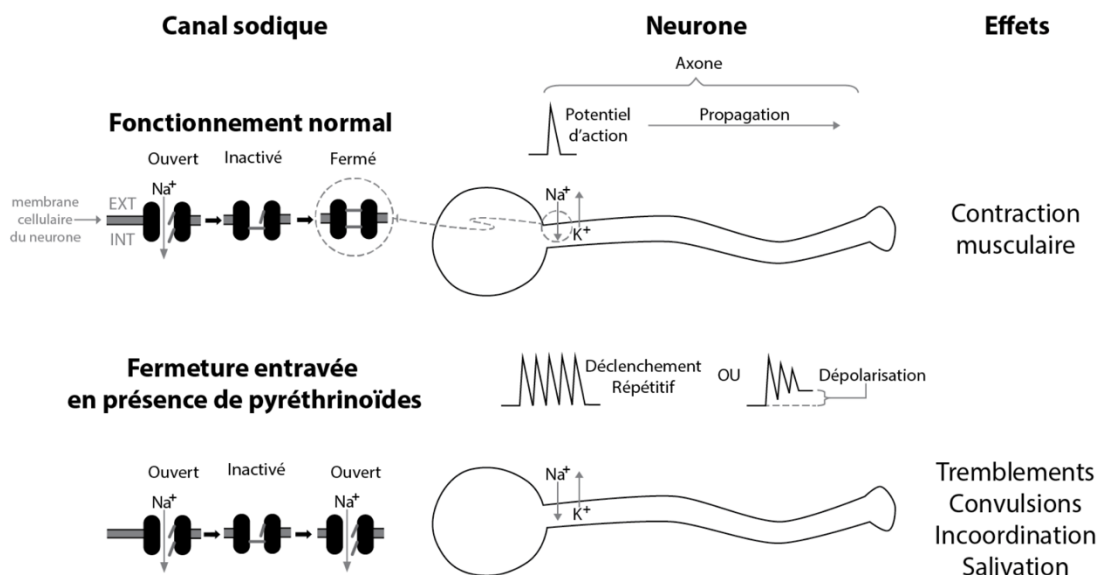 Canal sodique
Neurone
Effets
Axone
Fonctionnement normal
Potentiel
d'action
Propagation
Ouvert
Inactivé
Fermé
membrane
cellulaire
du neurone
EXT
INT
Na+
Na+
K+
Contraction
musculaire
Fermeture entravée
en présence de pyréthrinoïdes
Déclenchement
Répétitif
OU
Dépolarisation
Ouvert
Inactivé
Ouvert
Na+
Na+
Na+
K+
Tremblements
Convulsions
Incoordination
Salivation